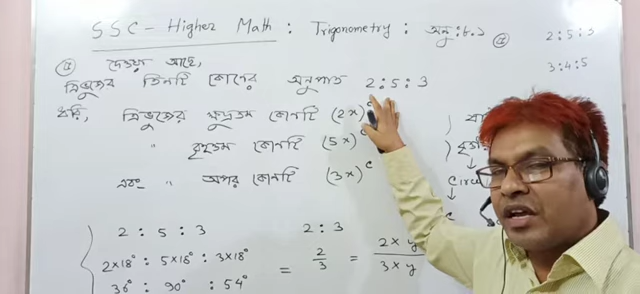 SSC - Higher Math : Trigonometry : অনু: ৮.১
দেওয়া আছে,
ত্রিভুজের তিনটি কোণের অনুপাত 2 : 5 : 3
ধরি, ত্রিভুজের ক্ষুদ্রতম কোণটি (2x)ᶜ
" বৃহত্তম কোণটি (5x)ᶜ
এবং " অপর কোণটি (3x)ᶜ
2 : 5 : 3
2×18° : 5×18° : 3×18°
36° : 90° : 54°
2 : 3
= 2/3 = 2×y/3×y
2 : 5 : 3
3 : 4 : 5